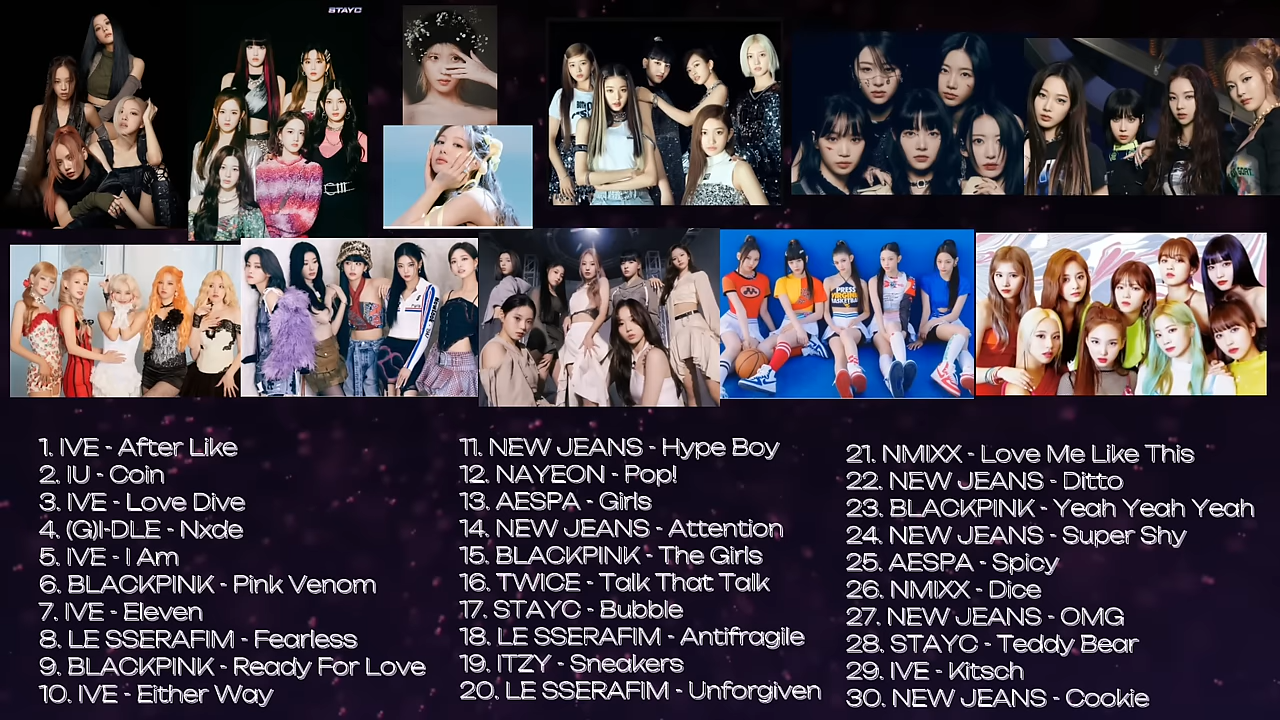 STAYC
PRESS
VIRGINIA
BASKETBALL
1. IVE - After Like
2. IU - Coin
3. IVE - Love Dive
4. (G)I-DLE - Nxde
5. IVE - I Am
6. BLACKPINK - Pink Venom
7. IVE - Eleven
8. LE SSERAFIM - Fearless
9. BLACKPINK - Ready For Love
10. IVE - Either Way
11. NEW JEANS - Hype Boy
12. NAYEON - Pop!
13. AESPA - Girls
14. NEW JEANS - Attention
15. BLACKPINK - The Girls
16. TWICE - Talk That Talk
17. STAYC - Bubble
18. LE SSERAFIM - Antifragile
19. ITZY - Sneakers
20. LE SSERAFIM - Unforgiven
21. NMIXX - Love Me Like This
22. NEW JEANS - Ditto
23. BLACKPINK - Yeah Yeah Yeah
24. NEW JEANS - Super Shy
25. AESPA - Spicy
26. NMIXX - Dice
27. NEW JEANS - OMG
28. STAYC - Teddy Bear
29. IVE - Kitsch
30. NEW JEANS - Cookie